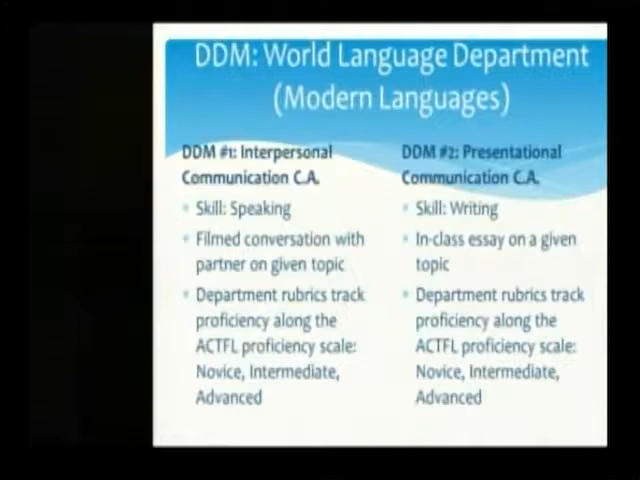 DDM: World Language Department
(Modern Languages)
DDM #1: Interpersonal
Communication C.A.
Skill: Speaking
Filmed conversation with
partner on given topic
Department rubrics track
proficiency along the
ACTFL proficiency scale:
Novice, Intermediate,
Advanced
DDM #2: Presentational
Communication C.A.
Skill: Writing
In-class essay on a given
topic
Department rubrics track
proficiency along the
ACTFL proficiency scale:
Novice, Intermediate,
Advanced